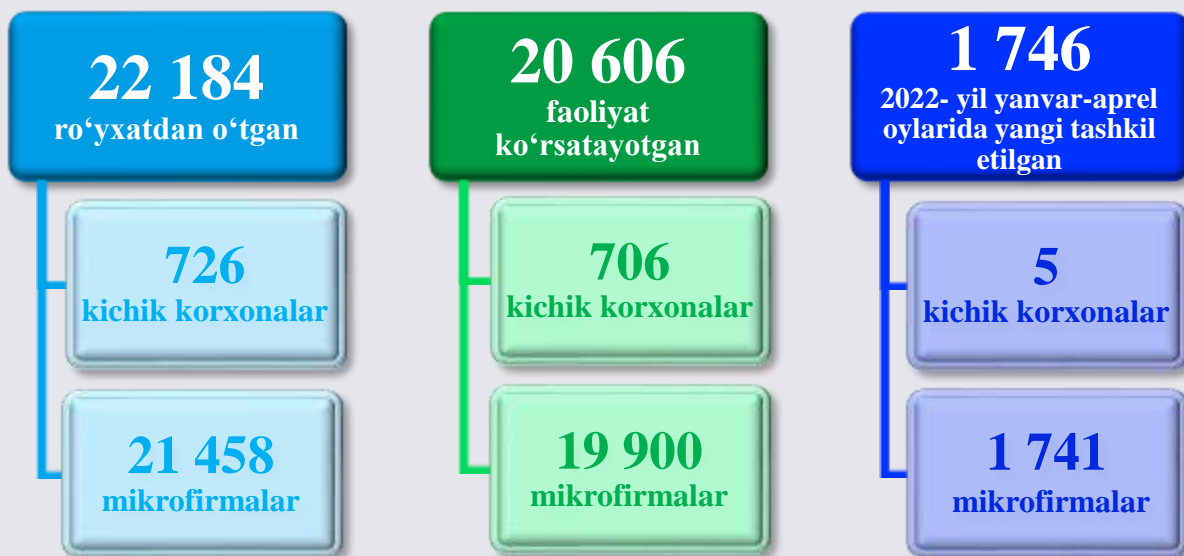 22 184
ro‘yxatdan o‘tgan
726
kichik korxonalar
21 458
mikrofirmalar
20 606
faoliyat
ko‘rsatayotgan
706
kichik korxonalar
19 900
mikrofirmalar
1 746
2022- yil yanvar-aprel
oylarida yangi tashkil
etilgan
5
kichik korxonalar
1 741
mikrofirmalar